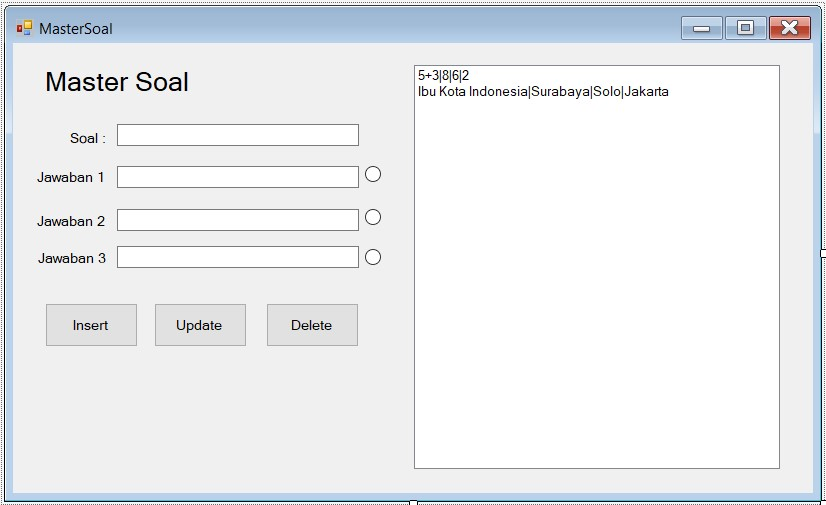 MasterSoal
Master Soal
Soal :
Jawaban 1
Jawaban 2
Jawaban 3
Insert
Update
Delete
5+3|8|6|2
Ibu Kota Indonesia|Surabaya|Solo|Jakarta